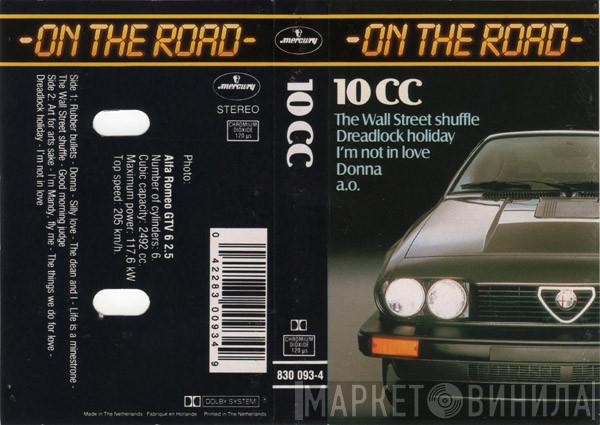 -ON THE ROAD-
mercury
-ON THE ROAD-
mercury
STEREO
CHROMIUM
DIOXIDE
120 µs
Side 1: Rubber bullets - Donna - Silly love - The dean and I - Life is a minestrone -
The Wall Street shuffle - Good morning judge
Side 2: Art for arts sake - I'm Mandy, fly me - The things we do for love -
Dreadlock holiday - I'm not in love
Photo:
Alfa Romeo GTV 6 2.5
Number of cylinders: 6
Cubic capacity: 2492 cc.
Maximum power: 117,6 kW
Top speed: 205 km/h.
0 42283 00934 9
DOLBY SYSTEM
Made in The Netherlands Fabriqué en Hollande Printed in The Netherlands
10 CC
CHROMIUM
DIOXIDE
120 µs
830 093-4
10 CC
The Wall Street shuffle
Dreadlock holiday
I'm not in love
Donna
a.o.
МАРКЕТ ВИНИЛА